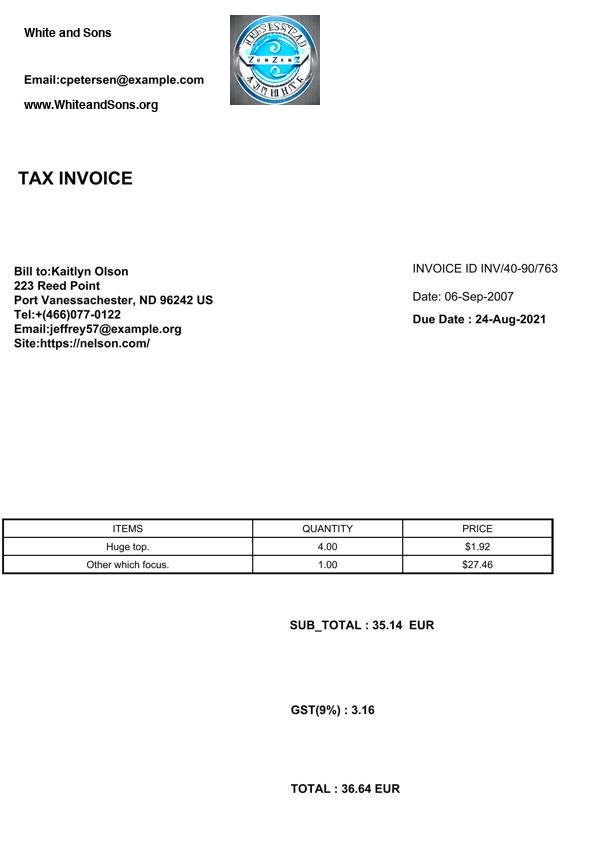 White and Sons
Email:cpetersen@example.com
www.WhiteandSons.org
ZunZenZ
TAX INVOICE
Bill to:Kaitlyn Olson
223 Reed Point
Port Vanessachester, ND 96242 US
Tel:+(466)077-0122
Email:jeffrey57@example.org
Site:https://nelson.com/
INVOICE ID INV/40-90/763
Date: 06-Sep-2007
Due Date : 24-Aug-2021
ITEMS QUANTITY PRICE
Huge top. 4.00 $1.92
Other which focus. 1.00 $27.46
SUB_TOTAL : 35.14 EUR
GST(9%) : 3.16
TOTAL : 36.64 EUR